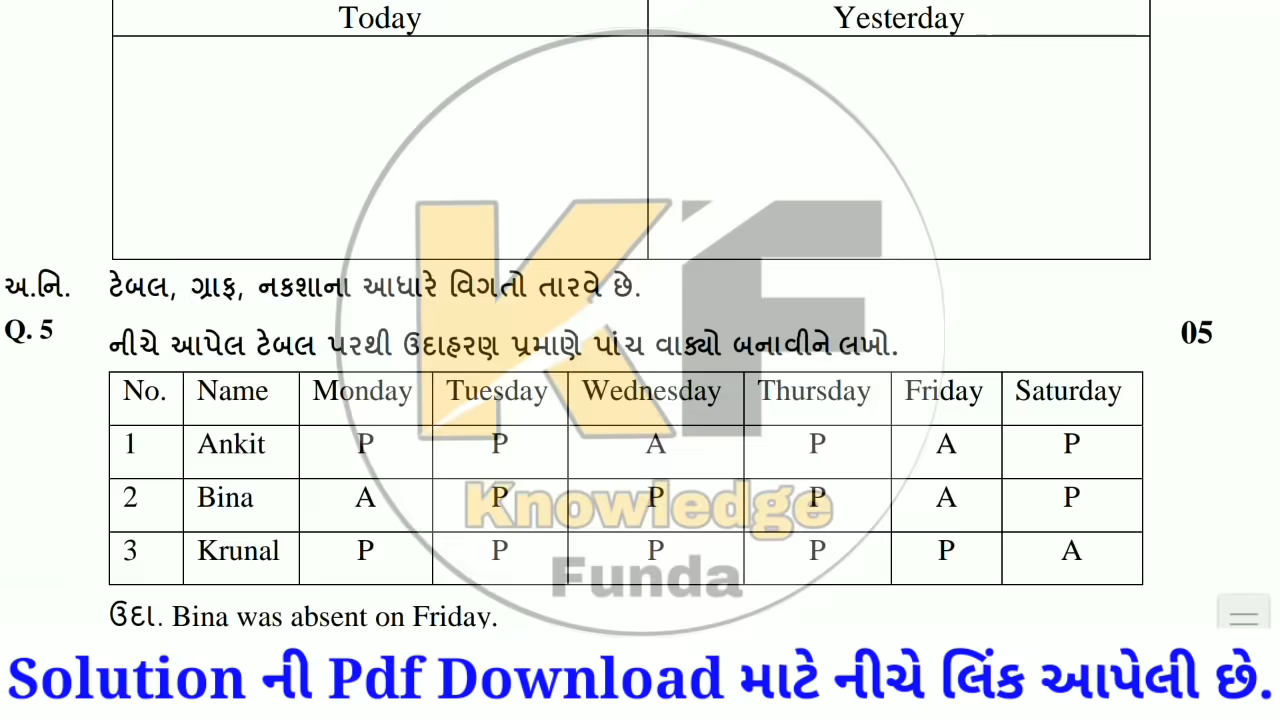 Today Yesterday
અ.નિ. ટેબલ, ગ્રાફ, નકશાના આધારે વિગતો તારવે છે.
Q. 5 નીચે આપેલ ટેબલ પરથી ઉદાહરણ પ્રમાણે પાંચ વાક્યો બનાવીને લખો. 05
No. Name Monday Tuesday Wednesday Thursday Friday Saturday
1 Ankit P P A P A P
2 Bina A P P P A P
3 Krunal P P P P P A
ઉદા. Bina was absent on Friday.
KF
Knowledge
Funda
Solution ની Pdf Download માટે નીચે લિંક આપેલી છે.